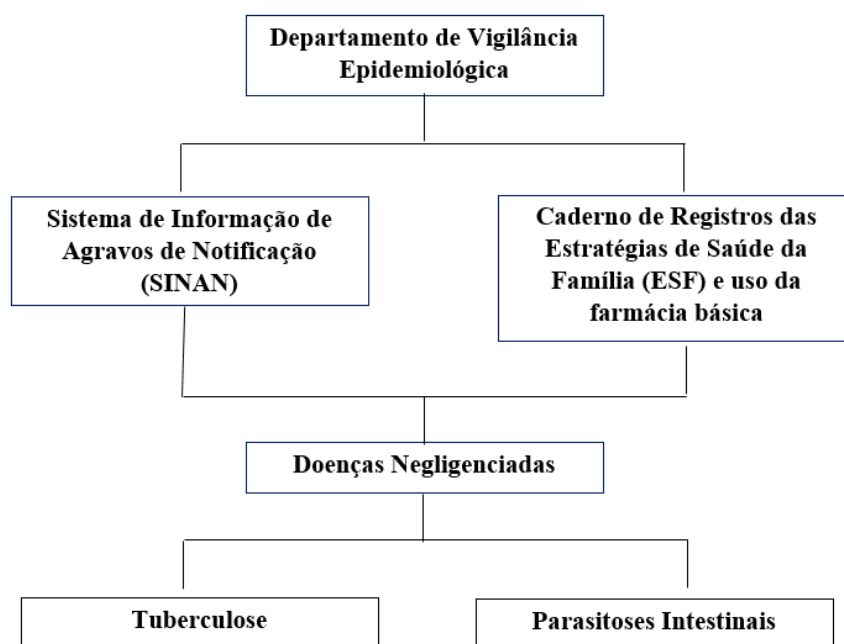 Departamento de Vigilância
Epidemiológica
Sistema de Informação de
Agravos de Notificação
(SINAN)
Caderno de Registros das
Estratégias de Saúde da
Família (ESF) e uso da
farmácia básica
Doenças Negligenciadas
Tuberculose
Parasitoses Intestinais